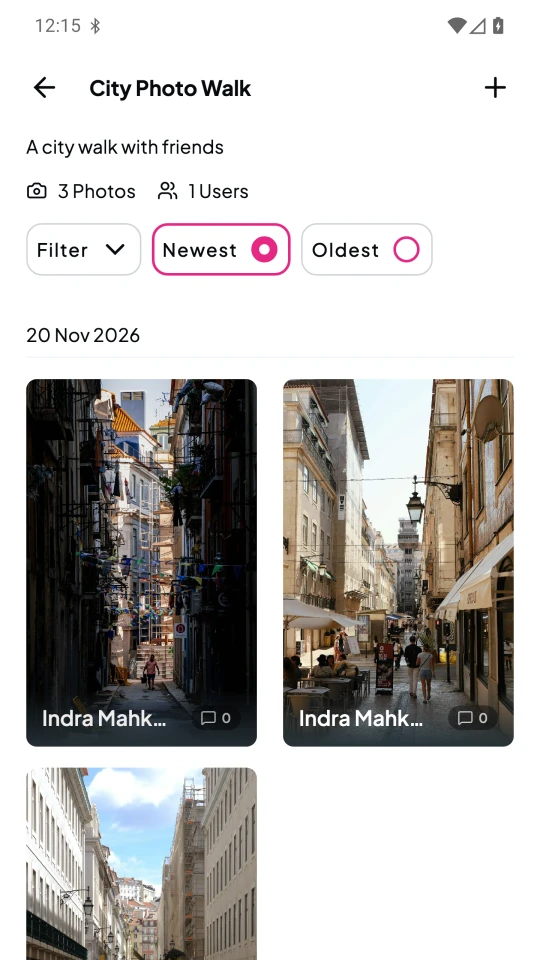 12:15
City Photo Walk
A city walk with friends
3 Photos 1 Users
Filter Newest Oldest
20 Nov 2026
Indra Mahk... 0
Indra Mahk... 0